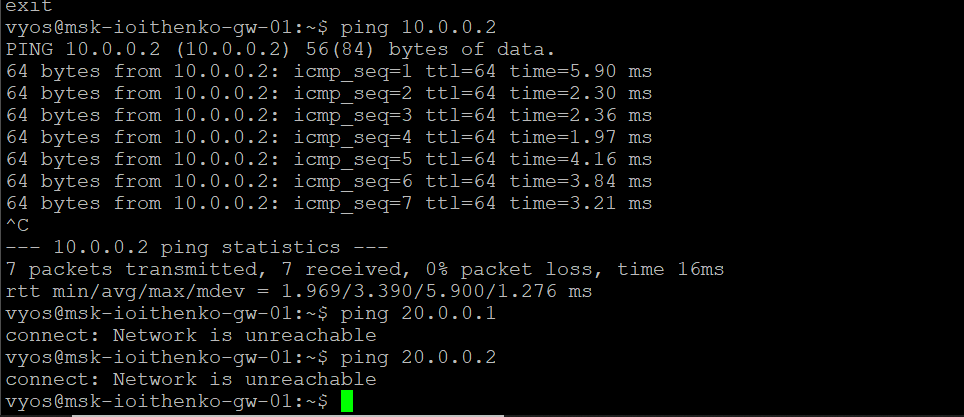 exit
vyos@msk-ioithenko-gw-01:~$ ping 10.0.0.2
PING 10.0.0.2 (10.0.0.2) 56(84) bytes of data.
64 bytes from 10.0.0.2: icmp_seq=1 ttl=64 time=5.90 ms
64 bytes from 10.0.0.2: icmp_seq=2 ttl=64 time=2.30 ms
64 bytes from 10.0.0.2: icmp_seq=3 ttl=64 time=2.36 ms
64 bytes from 10.0.0.2: icmp_seq=4 ttl=64 time=1.97 ms
64 bytes from 10.0.0.2: icmp_seq=5 ttl=64 time=4.16 ms
64 bytes from 10.0.0.2: icmp_seq=6 ttl=64 time=3.84 ms
64 bytes from 10.0.0.2: icmp_seq=7 ttl=64 time=3.21 ms
^C
--- 10.0.0.2 ping statistics ---
7 packets transmitted, 7 received, 0% packet loss, time 16ms
rtt min/avg/max/mdev = 1.969/3.390/5.900/1.276 ms
vyos@msk-ioithenko-gw-01:~$ ping 20.0.0.1
connect: Network is unreachable
vyos@msk-ioithenko-gw-01:~$ ping 20.0.0.2
connect: Network is unreachable
vyos@msk-ioithenko-gw-01:~$